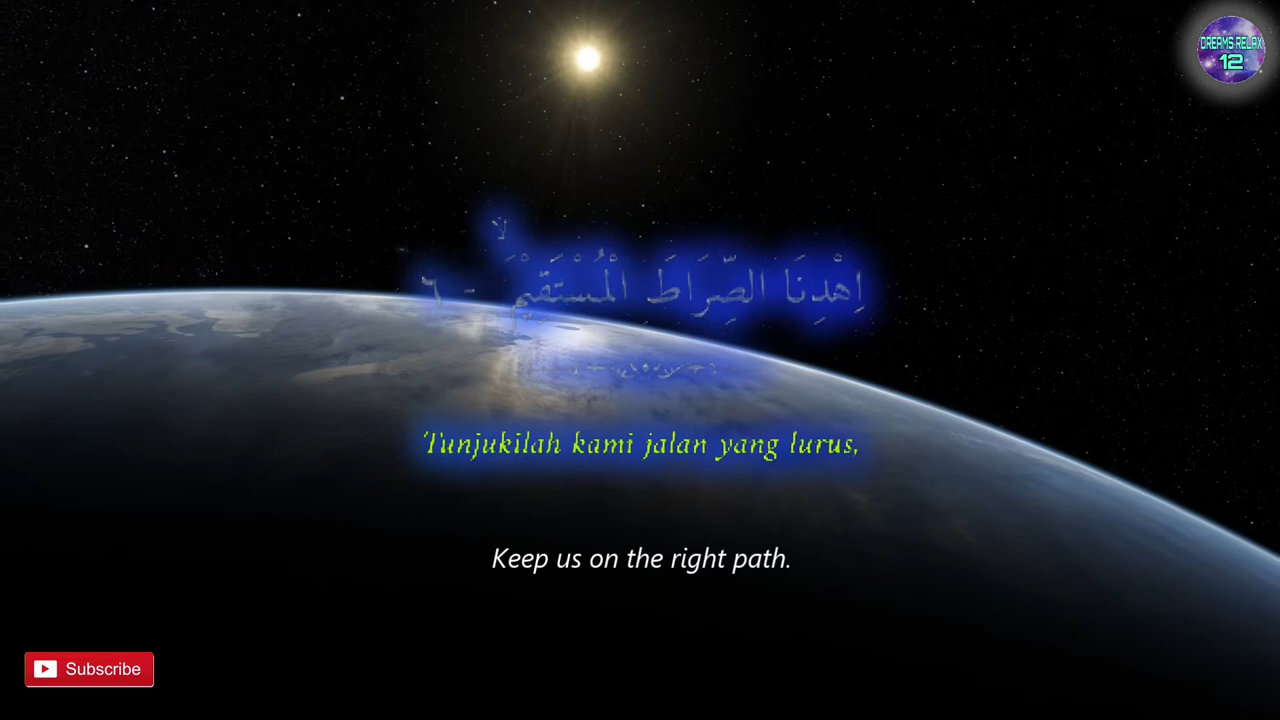 DREAMS RELAX
12
اِهْدِنَا الصِّرَاطَ الْمُسْتَقِيْمَ ۙ - ٦
Tunjukilah kami jalan yang lurus,
Keep us on the right path.
Subscribe